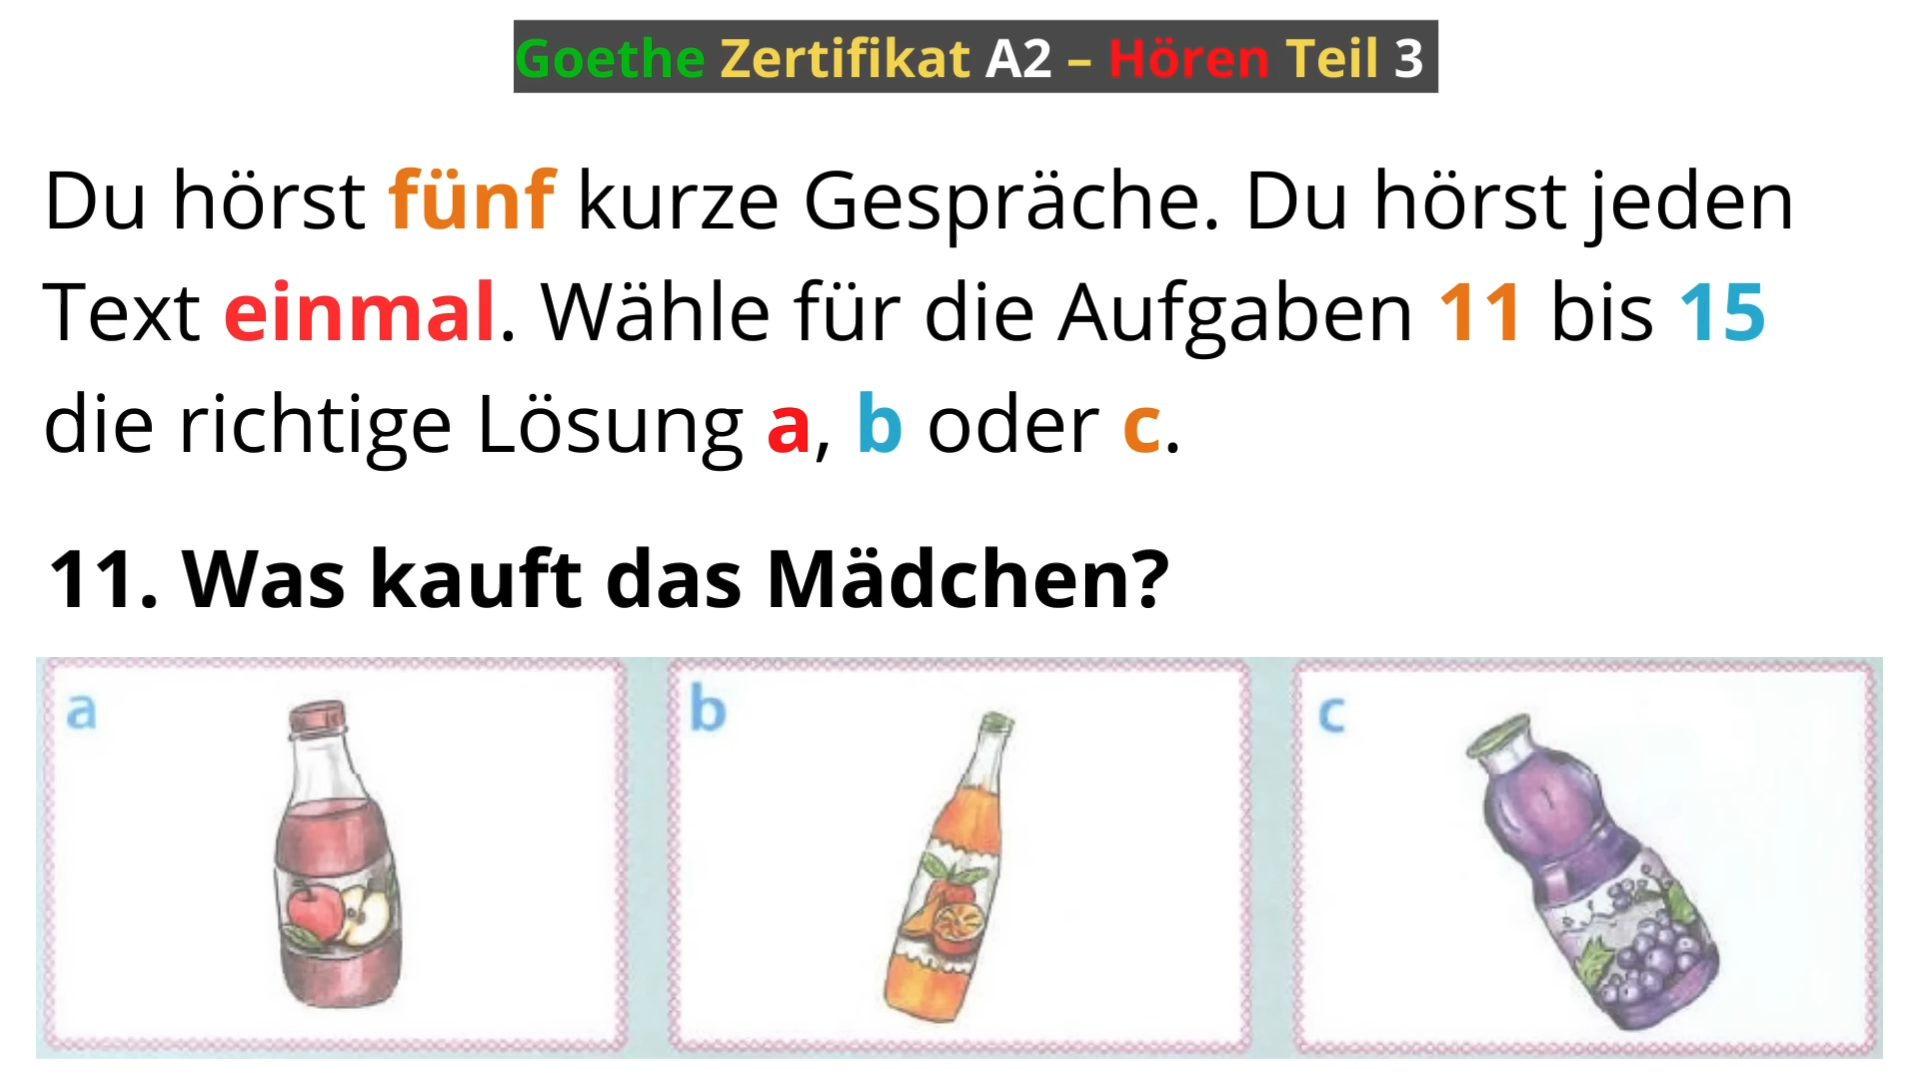 Goethe Zertifikat A2 – Hören Teil 3
Du hörst fünf kurze Gespräche. Du hörst jeden
Text einmal. Wähle für die Aufgaben 11 bis 15
die richtige Lösung a, b oder c.
11. Was kauft das Mädchen?
a
b
c